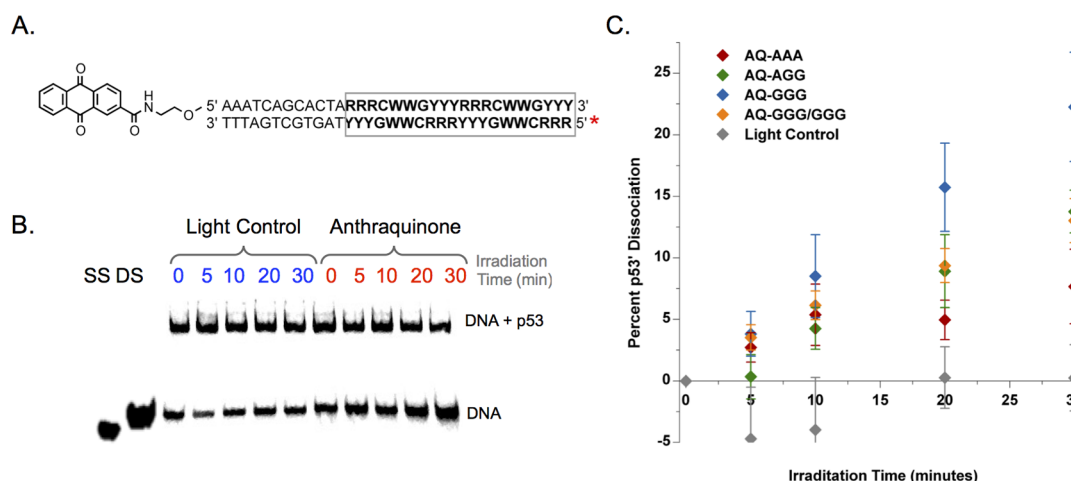 A.
O
O
O
N
H
O
5' AAATCAGCACTARRRCWWGYYYRRRCWWGYYY 3'
3' TTTAGTCGTGATYYYGWWCRRRYYYGWWCRRR 5' *
B.
Light Control
Anthraquinone
SS DS
0 5 10 20 30 0 5 10 20 30
Irradiation
Time (min)
DNA + p53
DNA
C.
AQ-AAA
AQ-AGG
AQ-GGG
AQ-GGG/GGG
Light Control
Percent p53' Dissociation
25
20
15
10
5
0
-5
0 5 10 15 20 25 3
Irraditation Time (minutes)